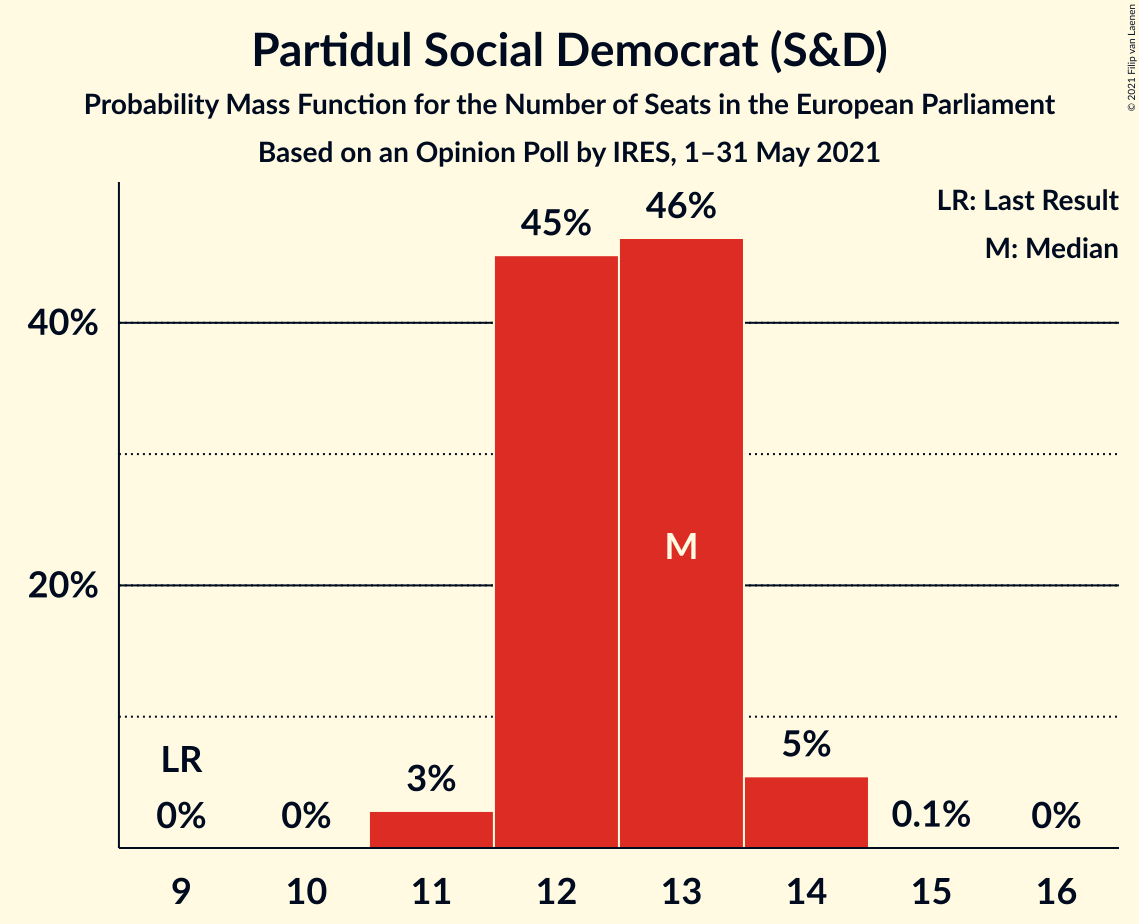 Partidul Social Democrat (S&D)
Probability Mass Function for the Number of Seats in the European Parliament
Based on an Opinion Poll by IRES, 1–31 May 2021
© 2021 Filip van Laenen
LR: Last Result
M: Median
40%
20%
45%
46%
M
LR
0%
0%
3%
5%
0.1%
0%
9
10
11
12
13
14
15
16